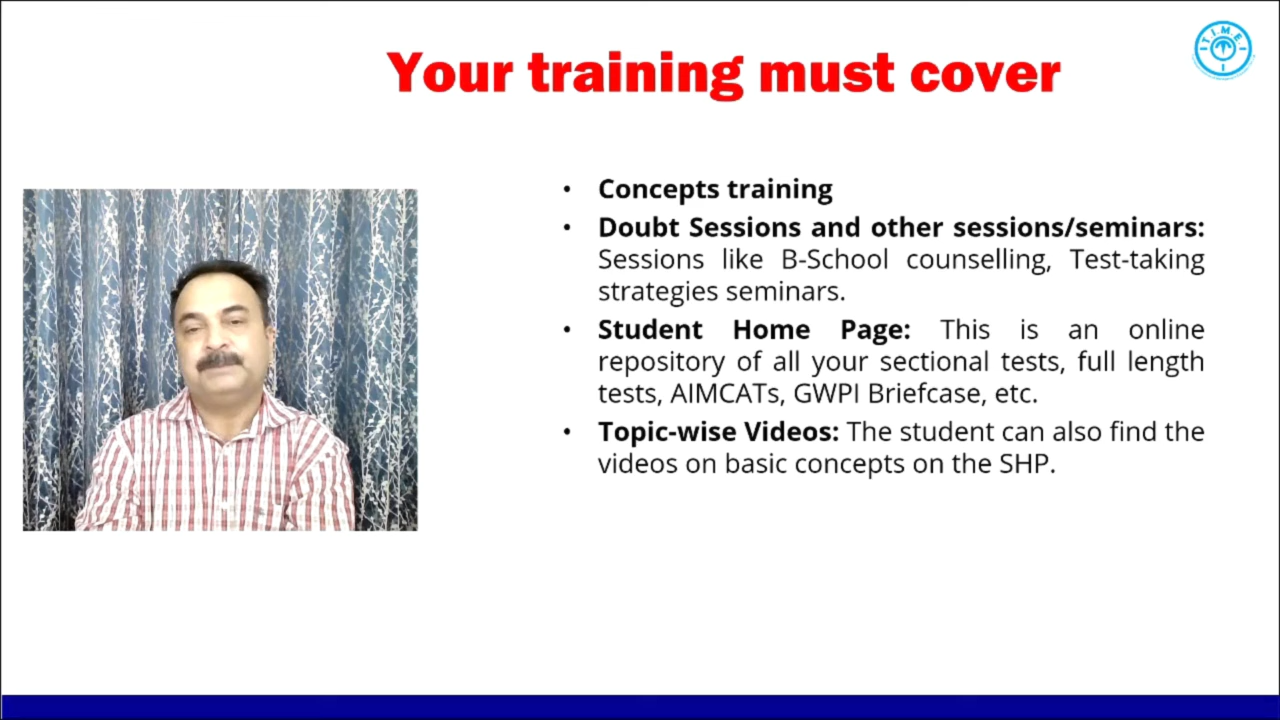 Your training must cover
T.I.M.E.
• Concepts training
• Doubt Sessions and other sessions/seminars:
Sessions like B-School counselling, Test-taking
strategies seminars.
• Student Home Page: This is an online
repository of all your sectional tests, full length
tests, AIMCATs, GWPI Briefcase, etc.
• Topic-wise Videos: The student can also find the
videos on basic concepts on the SHP.